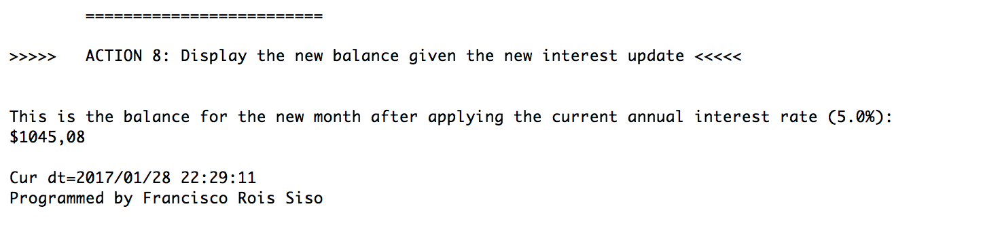 =========================
>>>>>   ACTION 8: Display the new balance given the new interest update <<<<<
This is the balance for the new month after applying the current annual interest rate (5.0%):
$1045,08
Cur dt=2017/01/28 22:29:11
Programmed by Francisco Rois Siso